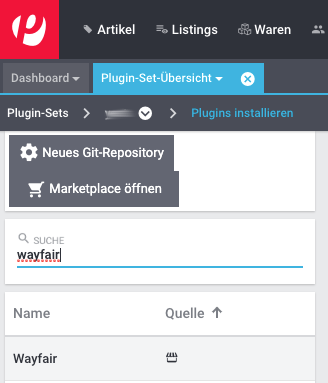 Artikel Listings Waren
Dashboard Plugin-Set-Übersicht
Plugin-Sets Plugins installieren
Neues Git-Repository
Marketplace öffnen
SUCHE
wayfair
Name Quelle
Wayfair